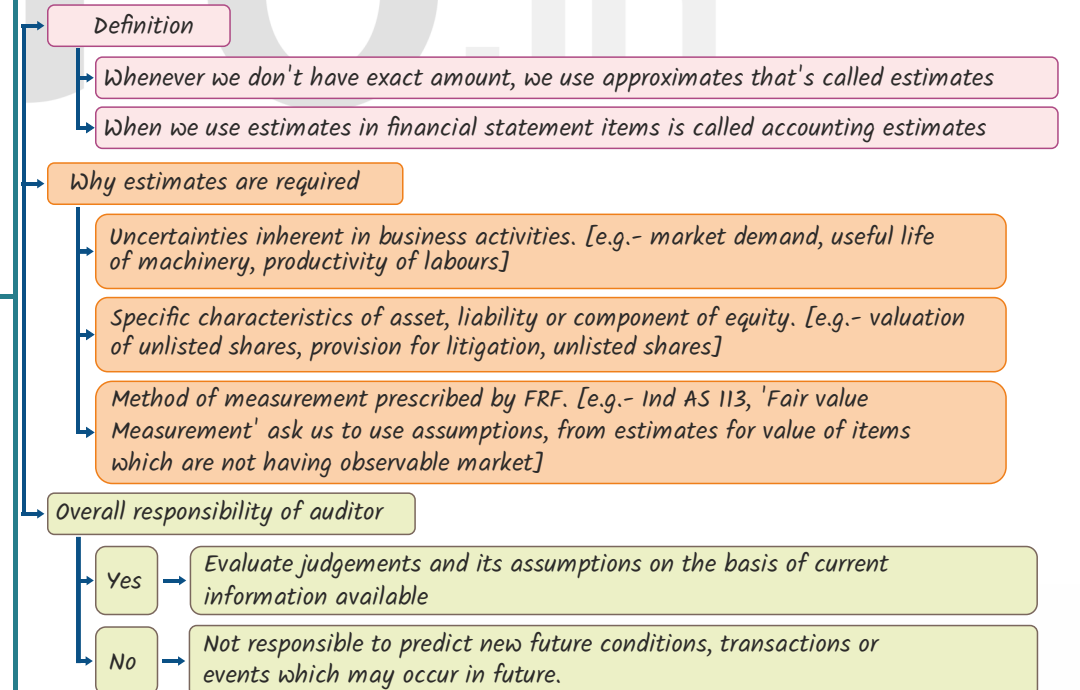 Definition
Whenever we don't have exact amount, we use approximates that's called estimates
When we use estimates in financial statement items is called accounting estimates
Why estimates are required
Uncertainties inherent in business activities. [e.g.- market demand, useful life
of machinery, productivity of labours]
Specific characteristics of asset, liability or component of equity. [e.g.- valuation
of unlisted shares, provision for litigation, unlisted shares]
Method of measurement prescribed by FRF. [e.g.- Ind AS 113, 'Fair value
Measurement' ask us to use assumptions, from estimates for value of items
which are not having observable market]
Overall responsibility of auditor
Yes
Evaluate judgements and its assumptions on the basis of current
information available
No
Not responsible to predict new future conditions, transactions or
events which may occur in future.